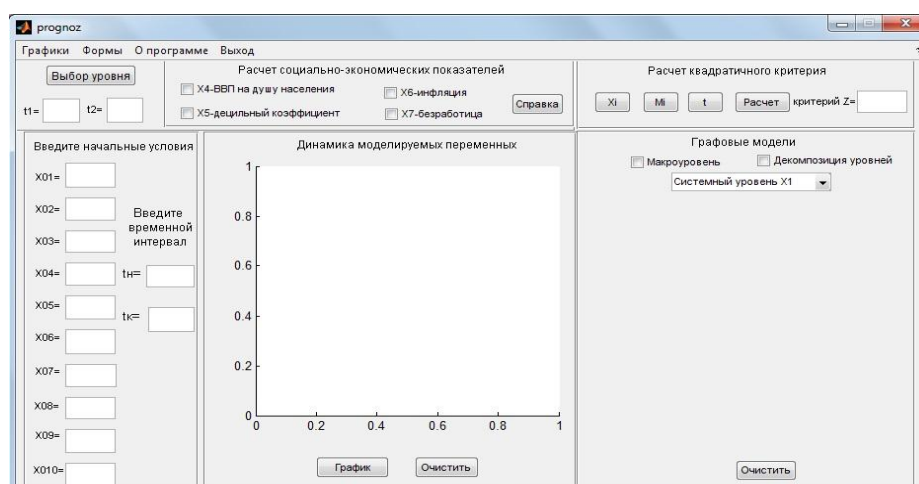 prognoz
Графики Формы О программе Выход
Выбор уровня
t1= t2=
Расчет социально-экономических показателей
X4-ВВП на душу населения X6-инфляция
X5-децильный коэффициент X7-безработица
Справка
Расчет квадратичного критерия
Xi Mi t Расчет критерий Z=
Введите начальные условия
X01=
X02=
X03=
X04=
X05=
X06=
X07=
X08=
X09=
X010=
Введите
временной
интервал
tн=
tк=
Динамика моделируемых переменных
1
0.8
0.6
0.4
0.2
0
0 0.2 0.4 0.6 0.8 1
График Очистить
Графовые модели
Макроуровень Декомпозиция уровней
Системный уровень X1
Очистить